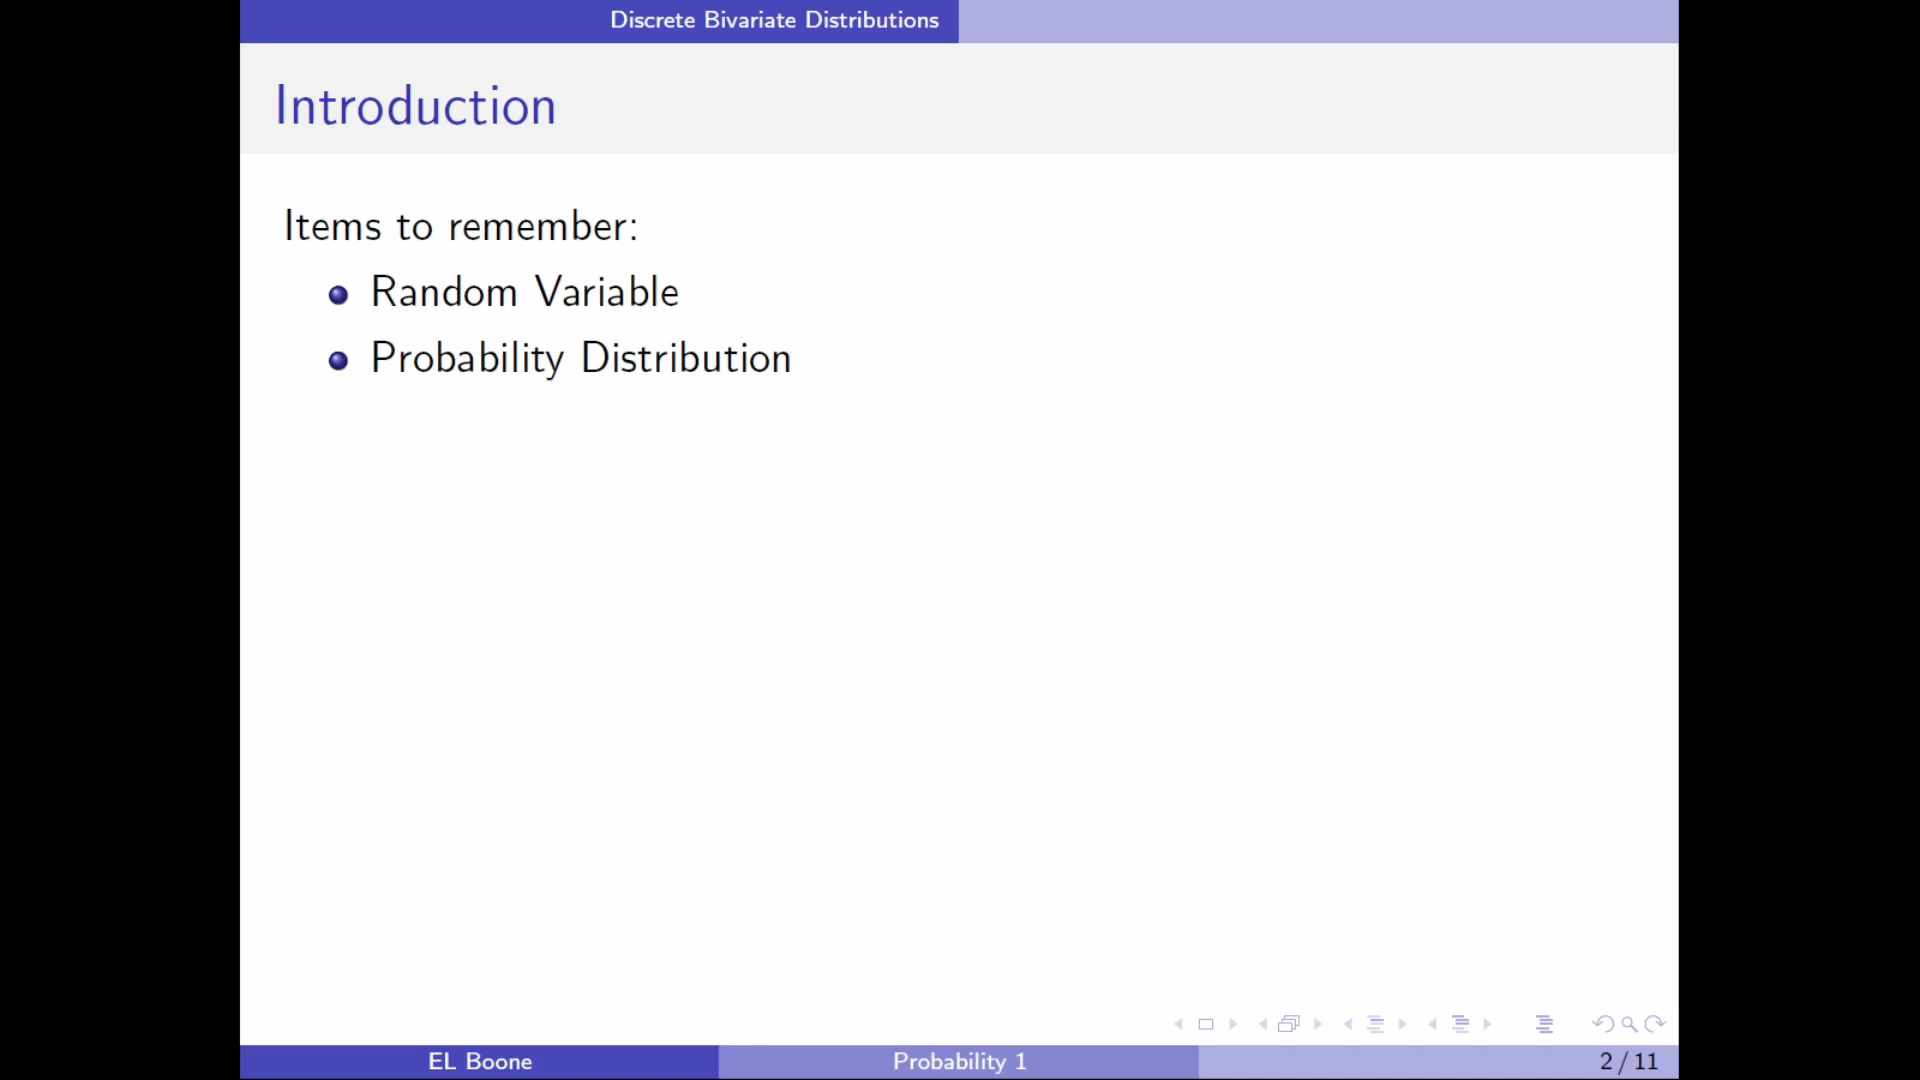 Discrete Bivariate Distributions
Introduction
Items to remember:
Random Variable
Probability Distribution
EL Boone
Probability 1
2 / 11